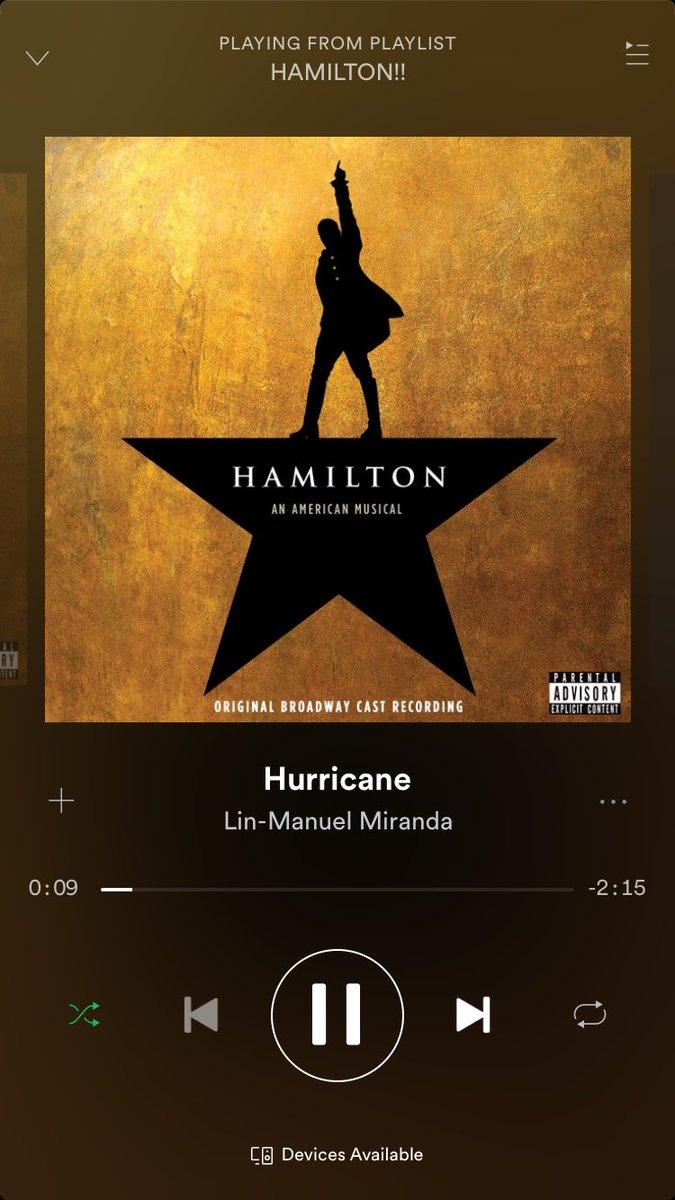 PLAYING FROM PLAYLIST
HAMILTON!!
HAMILTON
AN AMERICAN MUSICAL
ORIGINAL BROADWAY CAST RECORDING
PARENTAL
ADVISORY
EXPLICIT CONTENT
Hurricane
Lin-Manuel Miranda
0:09
-2:15
Devices Available